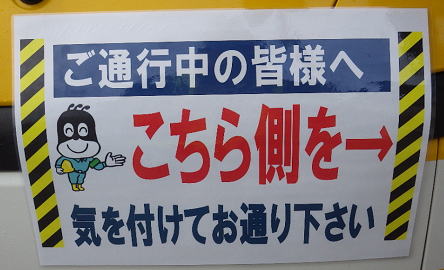 ご通行中の皆様へ
こちら側を→
気を付けてお通り下さい